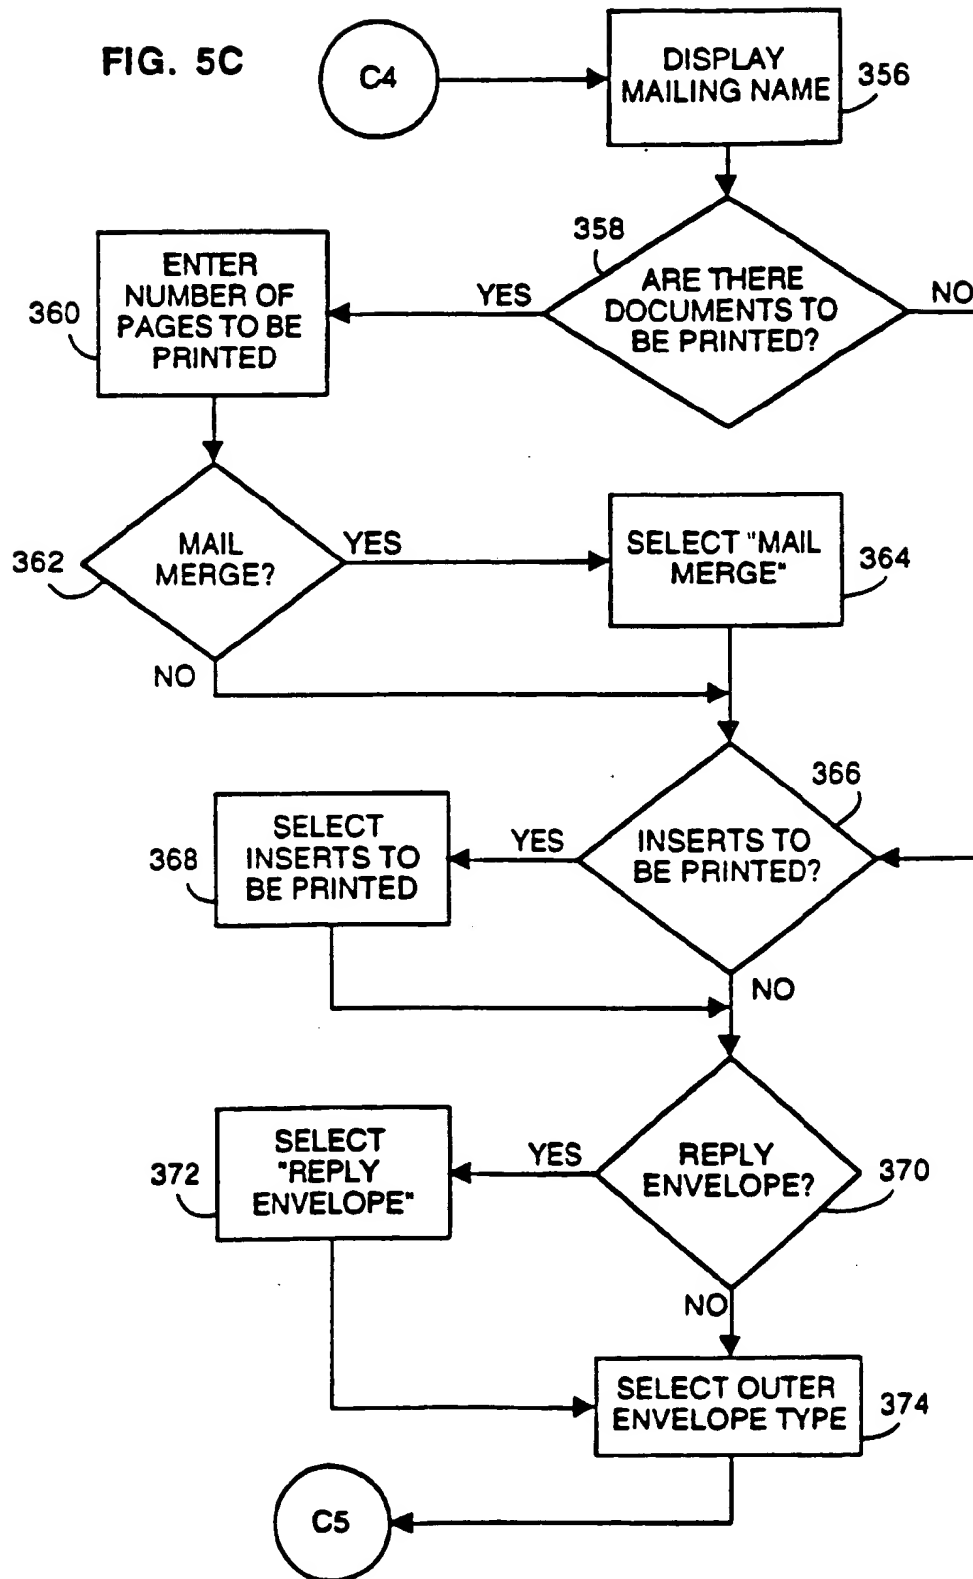 FIG. 5C
C4
DISPLAY
MAILING NAME
356
358
ARE THERE
DOCUMENTS TO
BE PRINTED?
YES
NO
ENTER
NUMBER OF
PAGES TO BE
PRINTED
360
362
MAIL
MERGE?
YES
NO
SELECT "MAIL
MERGE"
364
366
INSERTS TO
BE PRINTED?
YES
NO
SELECT
INSERTS TO
BE PRINTED
368
REPLY
ENVELOPE?
370
YES
NO
SELECT
"REPLY
ENVELOPE"
372
SELECT OUTER
ENVELOPE TYPE
374
C5